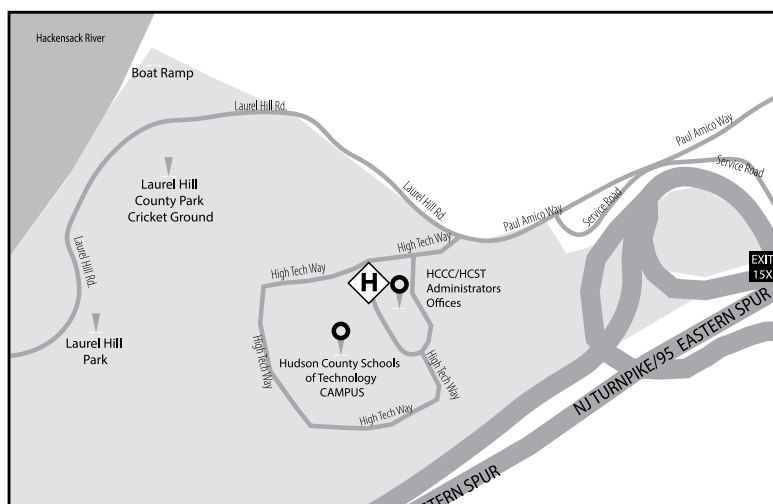 Hackensack River
Boat Ramp
Laurel Hill Rd.
Paul Amico Way
Service Road
Laurel Hill
County Park
Cricket Ground
Laurel Hill Rd.
Service Road
Paul Amico Way
Laurel Hill Rd.
High Tech Way
EXIT
15X
High Tech Way
H
HCCC/HCST
Administrators
Offices
Laurel Hill
Park
High Tech Way
Hudson County Schools
of Technology
CAMPUS
High Tech Way
High Tech Way
NJ TURNPIKE/95 EASTERN SPUR
SPUR